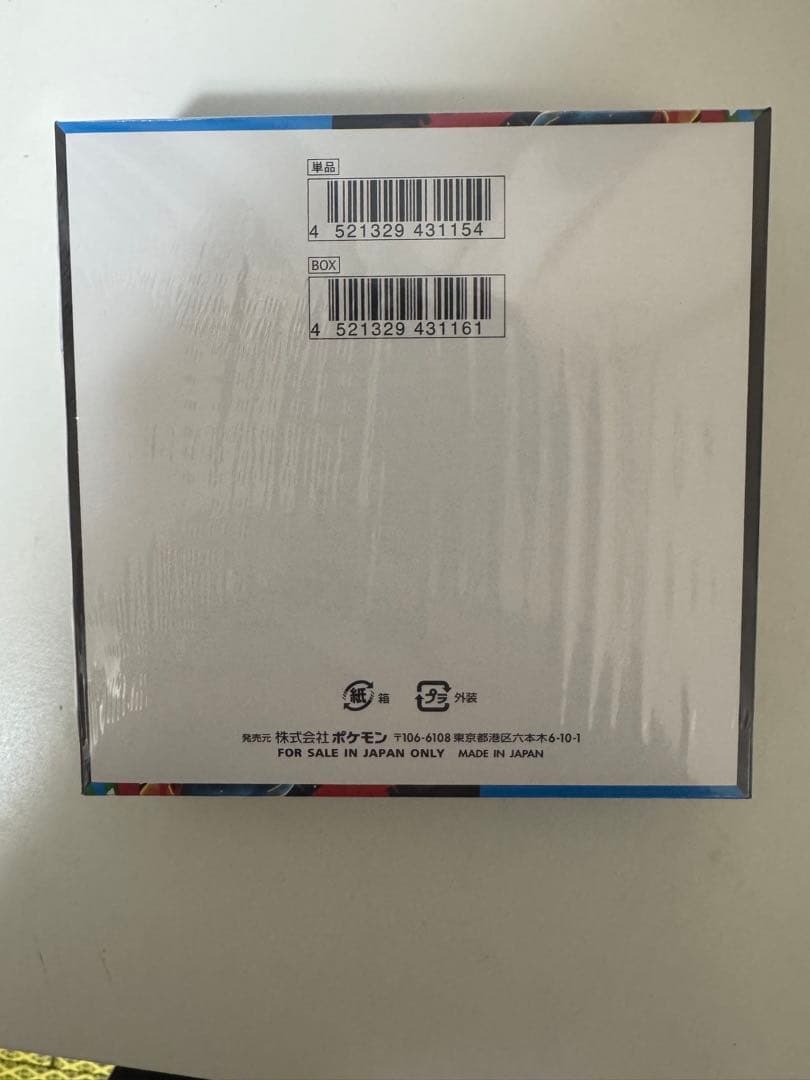 単品
4 521329 431154
BOX
4 521329 431161
紙 箱 プラ 外装
発売元 株式会社ポケモン 〒106-6108 東京都港区六本木6-10-1
FOR SALE IN JAPAN ONLY MADE IN JAPAN